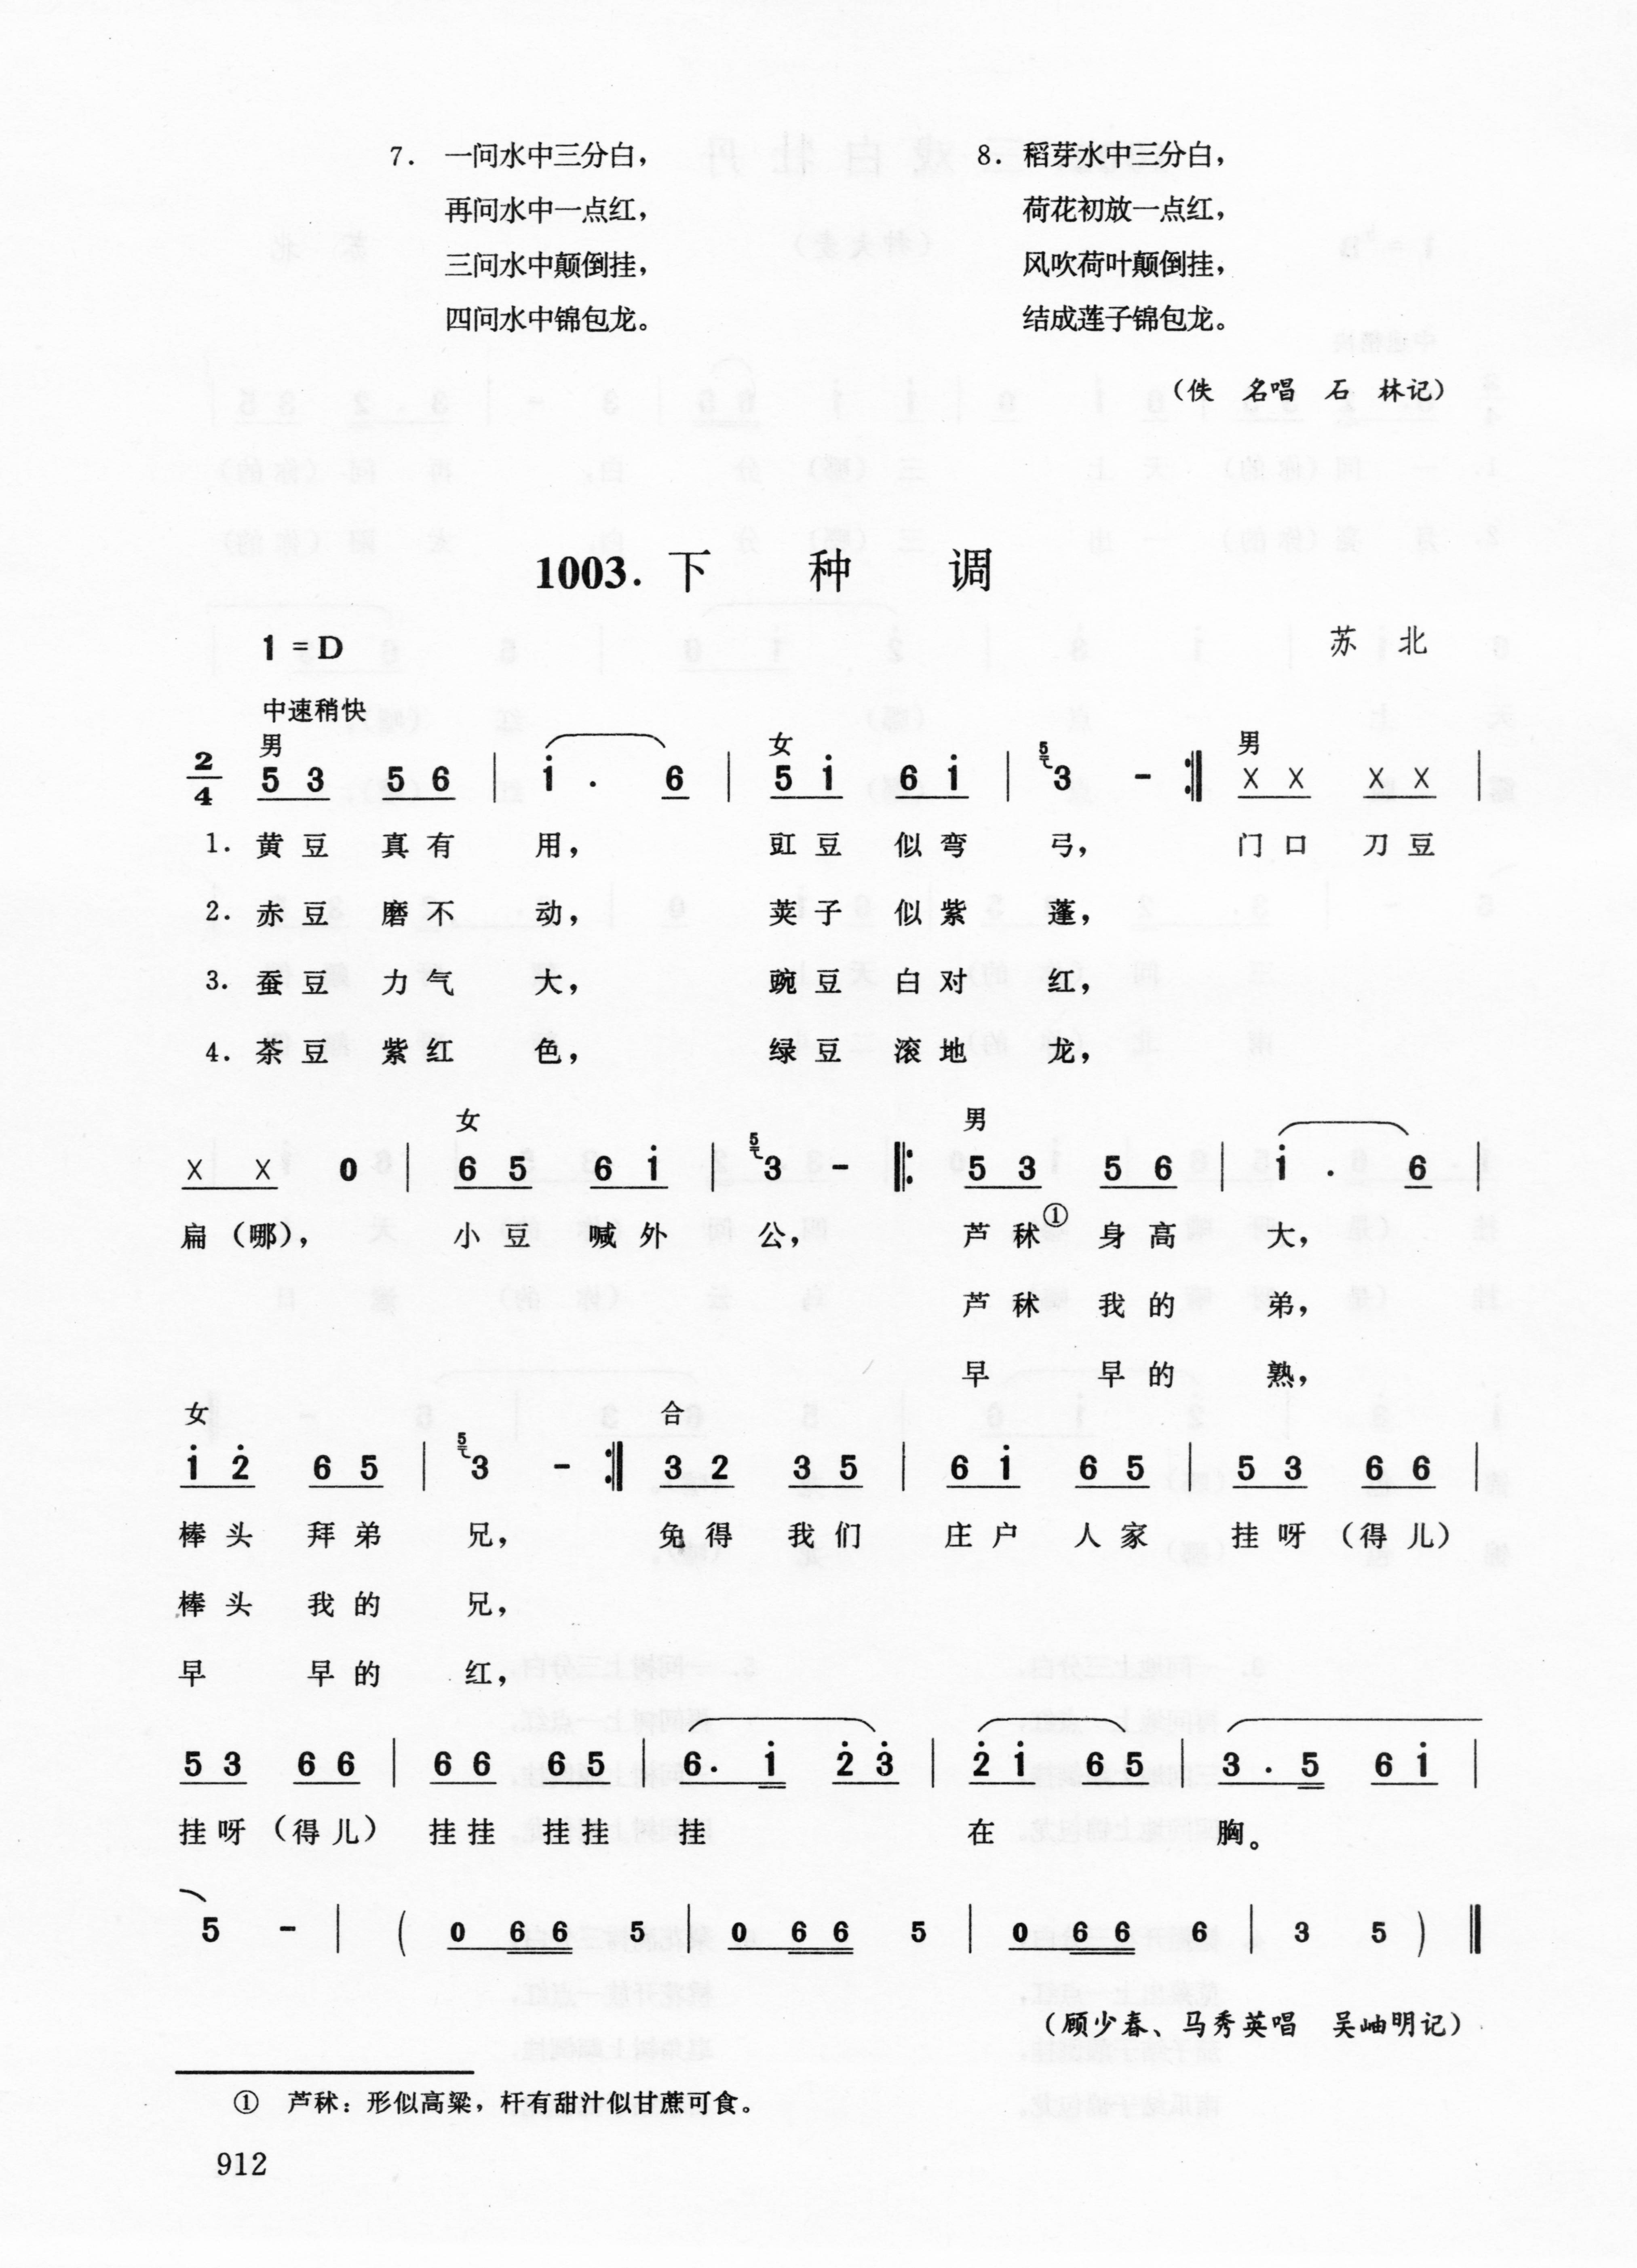 7. 一问水中三分白，
再问水中一点红，
三问水中颠倒挂，
四问水中锦包龙。
8. 稻芽水中三分白，
荷花初放一点红，
风吹荷叶颠倒挂，
结成莲子锦包龙。
（佚 名唱 石 林记）
1003. 下 种 调
1 = D
苏 北
中速稍快
男 女 男
2/4 5 3 5 6 | i . 6 | 5 i 6 i | 5 3 - :‖ X X X X |
1. 黄豆 真有 用， 豇豆 似弯 弓， 门口 刀豆
2. 赤豆 磨不 动， 荚子 似紫 蓬，
3. 蚕豆 力气 大， 豌豆 白对 红，
4. 茶豆 紫红 色， 绿豆 滚地 龙，
女 男
X X 0 | 6 5 6 i | 5 3 - ‖: 5 3 5 6 | i . 6 |
扁（哪）， 小豆 喊外 公， 芦秫① 身高 大，
芦秫 我的 弟，
早 早的 熟，
女 合
i 2̇ 6 5 | 5 3 - :‖ 3 2 3 5 | 6 i 6 5 | 5 3 6 6 |
棒头 拜弟 兄， 免得 我们 庄户 人家 挂呀（得儿）
棒头 我的 兄，
早 早的 红，
5 3 6 6 | 6 6 6 5 | 6 . i 2̇ 3̇ | 2̇ i 6 5 | 3 . 5 6 i |
挂呀（得儿） 挂挂 挂挂 挂 在 胸。
5 - | ( 0 6 6 5 | 0 6 6 5 | 0 6 6 6 | 3 5 ) ‖
（顾少春、马秀英唱 吴岫明记）
① 芦秫：形似高粱，杆有甜汁似甘蔗可食。
912